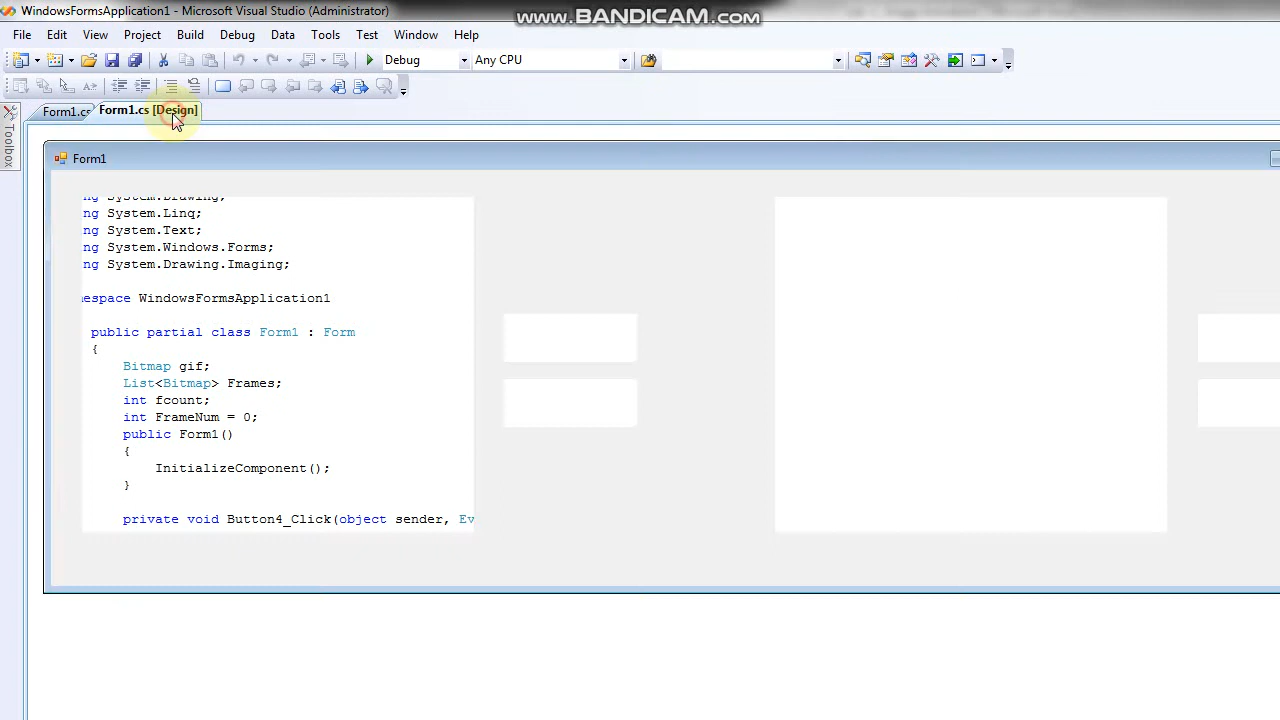 WindowsFormsApplication1 - Microsoft Visual Studio (Administrator)
www.BANDICAM.com
File Edit View Project Build Debug Data Tools Test Window Help
Debug Any CPU
Form1.cs Form1.cs [Design]
Toolbox
Form1
ng System.Drawing;
ng System.Linq;
ng System.Text;
ng System.Windows.Forms;
ng System.Drawing.Imaging;
espace WindowsFormsApplication1
public partial class Form1 : Form
{
Bitmap gif;
List<Bitmap> Frames;
int fcount;
int FrameNum = 0;
public Form1()
{
InitializeComponent();
}
private void Button4_Click(object sender, Ev